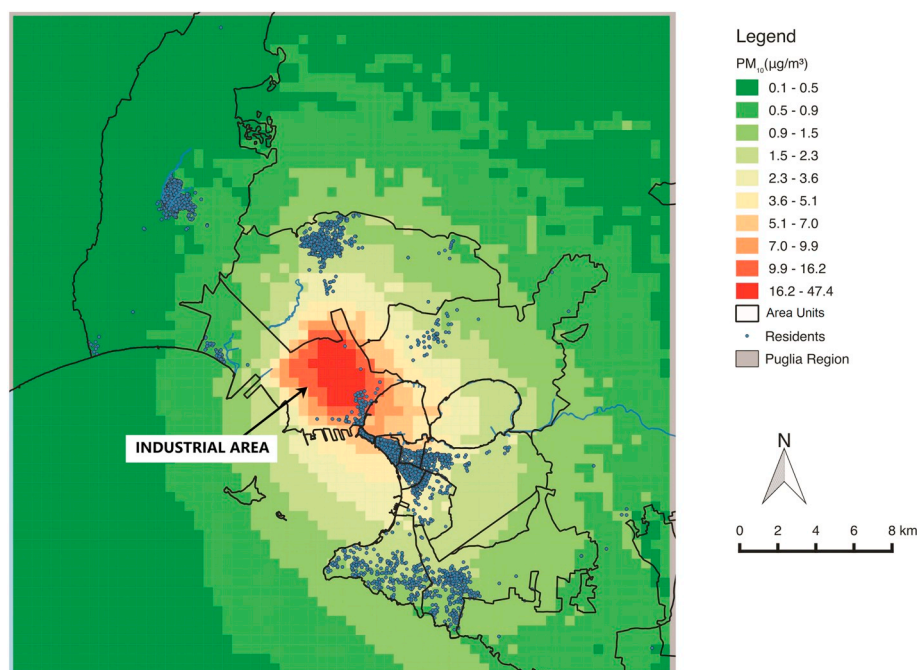 Legend
PM₁₀(µg/m³)
0.1 - 0.5
0.5 - 0.9
0.9 - 1.5
1.5 - 2.3
2.3 - 3.6
3.6 - 5.1
5.1 - 7.0
7.0 - 9.9
9.9 - 16.2
16.2 - 47.4
Area Units
Residents
Puglia Region
INDUSTRIAL AREA
N
0 2 4 6 8 km